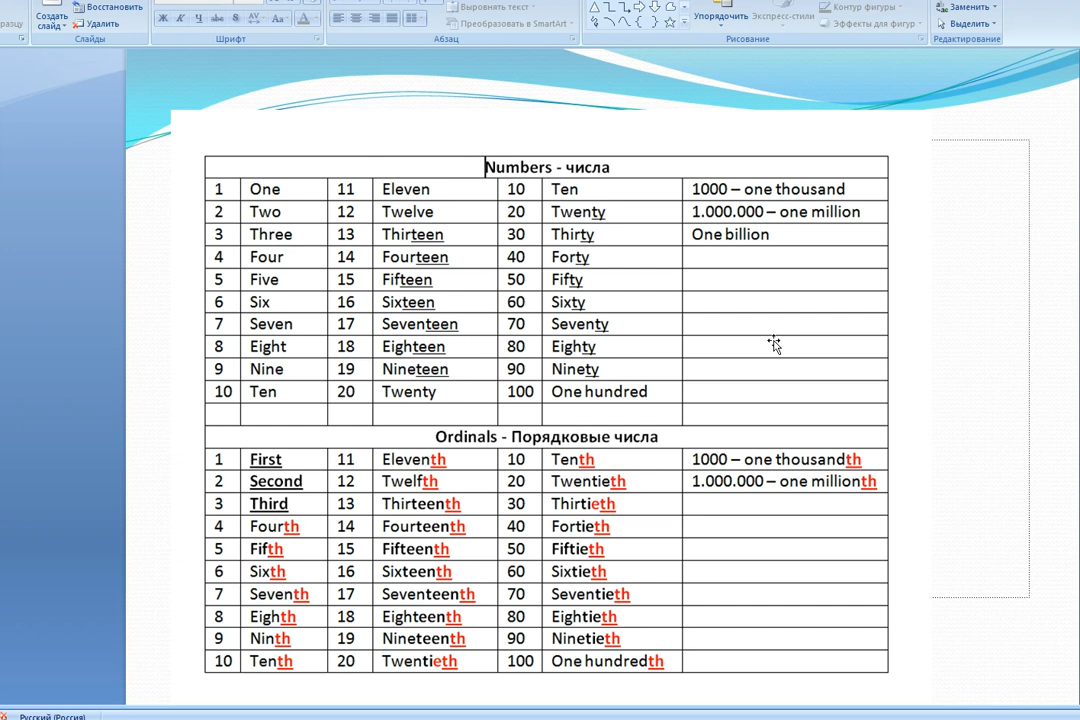 Восстановить
Выровнять текст
Контур фигуры
Заменить
Создать
слайд
Удалить
Преобразовать в SmartArt
Упорядочить
Экспресс-стили
Эффекты для фигур
Выделить
Слайды
Шрифт
Абзац
Рисование
Редактирование
Numbers - числа
1 One 11 Eleven 10 Ten 1000 – one thousand
2 Two 12 Twelve 20 Twenty 1.000.000 – one million
3 Three 13 Thirteen 30 Thirty One billion
4 Four 14 Fourteen 40 Forty
5 Five 15 Fifteen 50 Fifty
6 Six 16 Sixteen 60 Sixty
7 Seven 17 Seventeen 70 Seventy
8 Eight 18 Eighteen 80 Eighty
9 Nine 19 Nineteen 90 Ninety
10 Ten 20 Twenty 100 One hundred
Ordinals - Порядковые числа
1 First 11 Eleventh 10 Tenth 1000 – one thousandth
2 Second 12 Twelfth 20 Twentieth 1.000.000 – one millionth
3 Third 13 Thirteenth 30 Thirtieth
4 Fourth 14 Fourteenth 40 Fortieth
5 Fifth 15 Fifteenth 50 Fiftieth
6 Sixth 16 Sixteenth 60 Sixtieth
7 Seventh 17 Seventeenth 70 Seventieth
8 Eighth 18 Eighteenth 80 Eightieth
9 Ninth 19 Nineteenth 90 Ninetieth
10 Tenth 20 Twentieth 100 One hundredth
Русский (Россия)